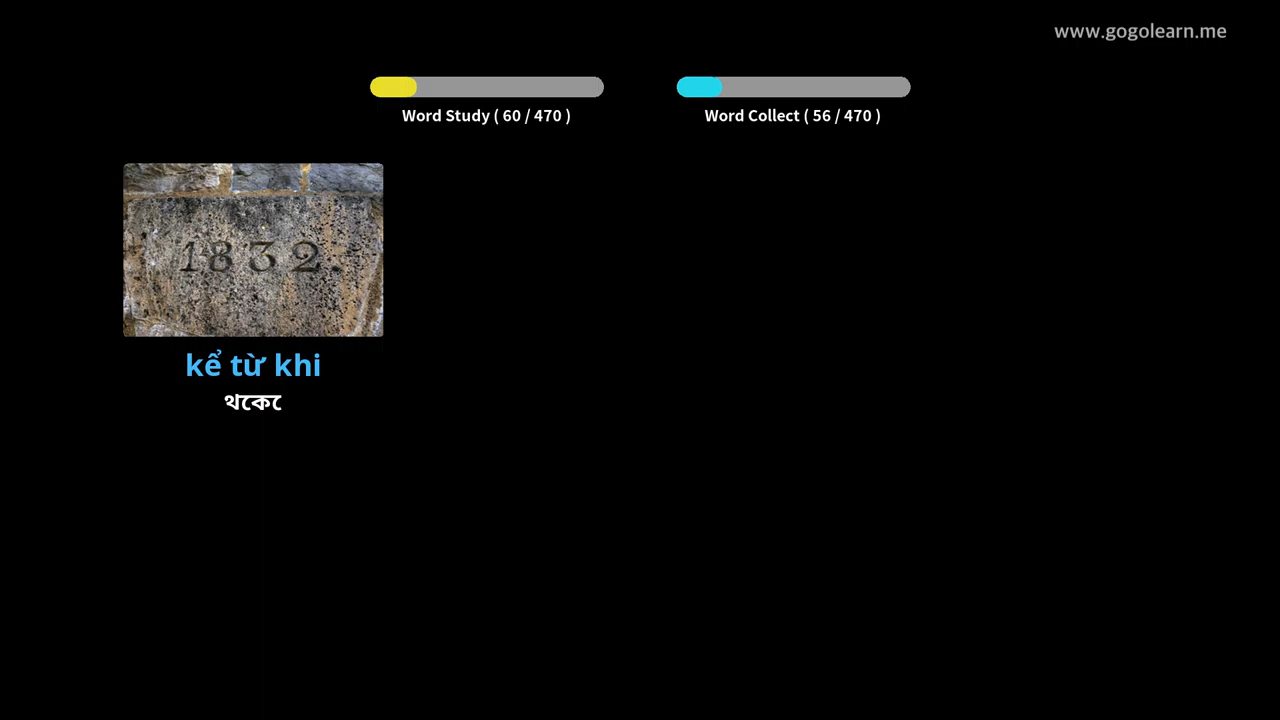 www.gogolearn.me
Word Study ( 60 / 470 )
Word Collect ( 56 / 470 )
1832.
kể từ khi
থেকে